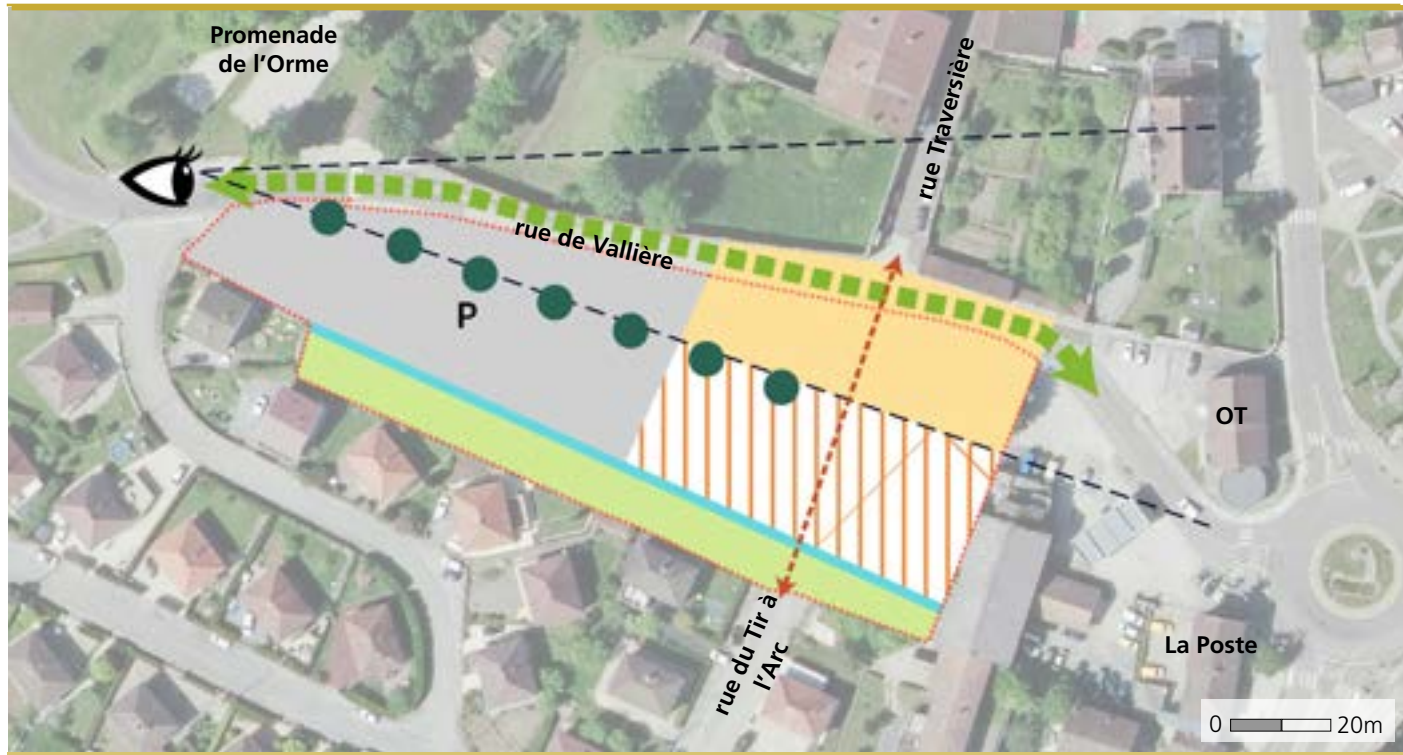 Promenade
de l'Orme
rue Traversière
rue de Vallière
P
OT
rue du Tir à
l'Arc
La Poste
0 20m